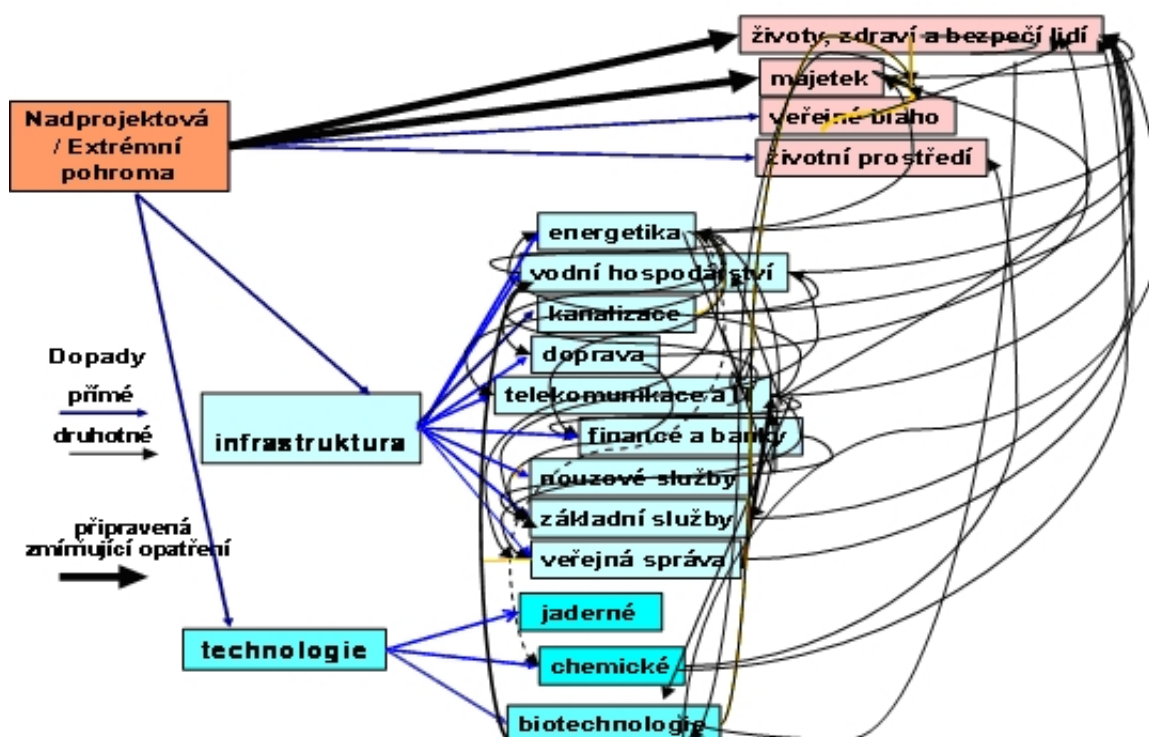 životy, zdraví a bezpečí lidí
majetek
veřejné blaho
životní prostředí
Nadprojektová
/ Extrémní
pohroma
energetika
vodní hospodářství
kanalizace
doprava
telekomunikace a IT
finance a banky
nouzové služby
základní služby
veřejná správa
infrastruktura
Dopady
přímé
druhotné
připravená
zmírňující opatření
technologie
jaderné
chemické
biotechnologie